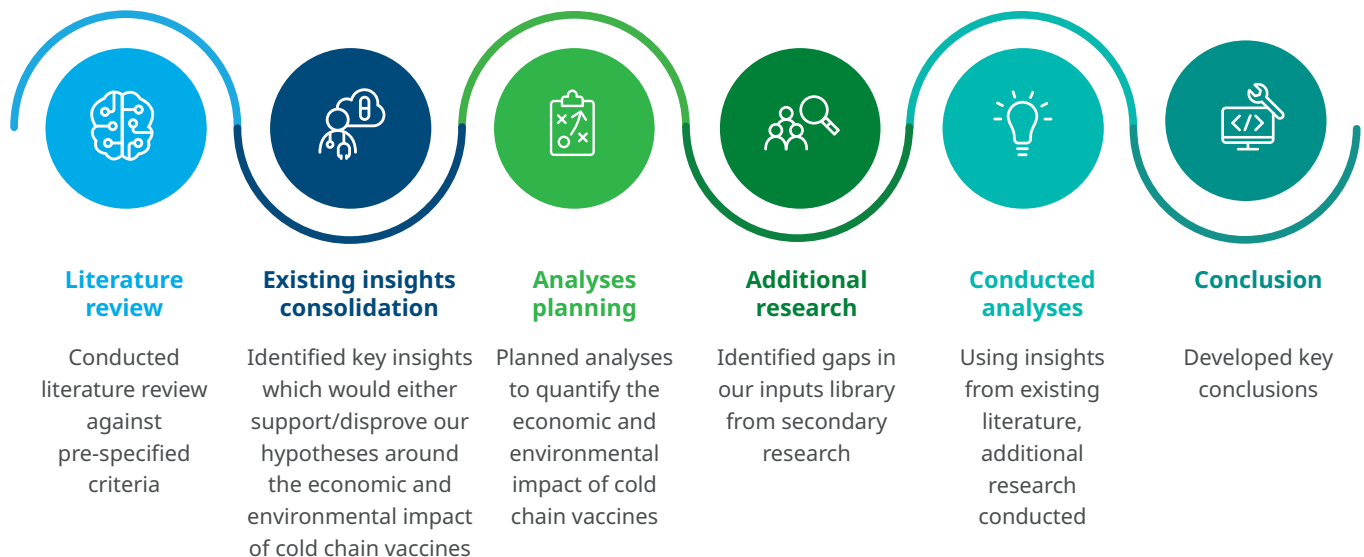 Literature
review
Conducted
literature review
against
pre-specified
criteria
Existing insights
consolidation
Identified key insights
which would either
support/disprove our
hypotheses around
the economic and
environmental impact
of cold chain vaccines
Analyses
planning
Planned analyses
to quantify the
economic and
environmental
impact of cold
chain vaccines
Additional
research
Identified gaps in
our inputs library
from secondary
research
Conducted
analyses
Using insights
from existing
literature,
additional
research
conducted
Conclusion
Developed key
conclusions